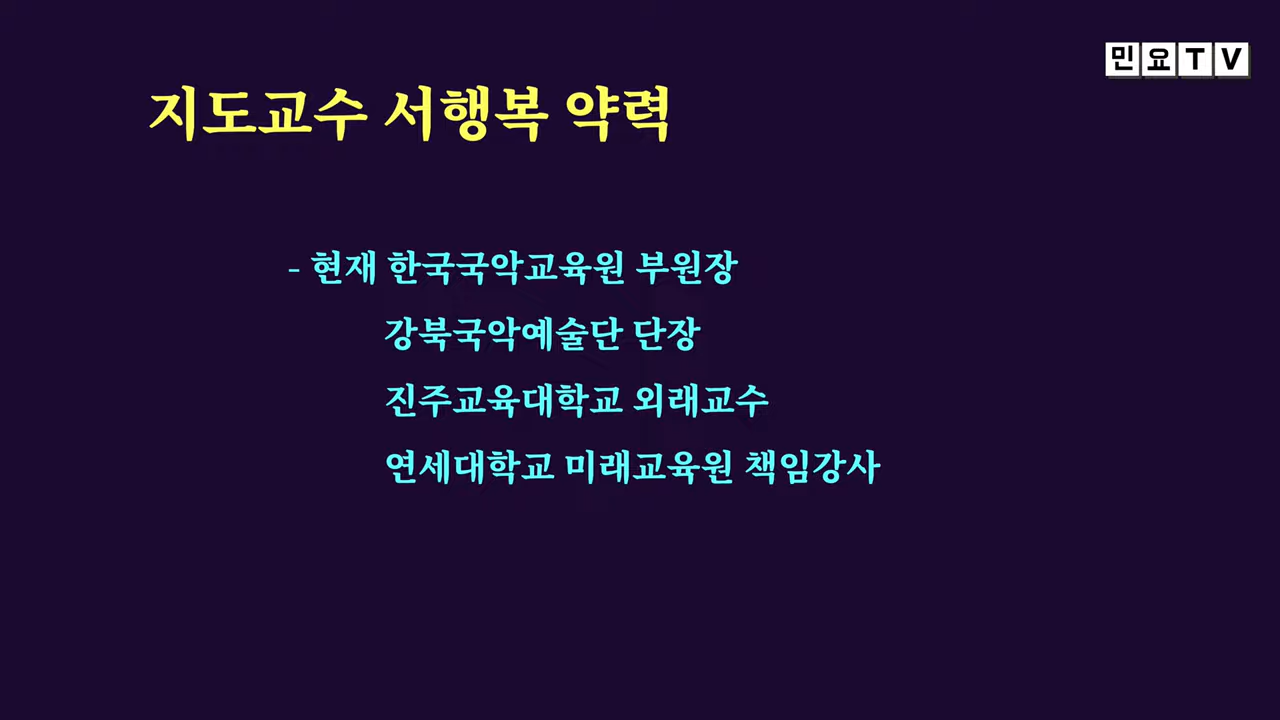 민요TV
지도교수 서행복 약력
- 현재 한국국악교육원 부원장
강북국악예술단 단장
진주교육대학교 외래교수
연세대학교 미래교육원 책임강사